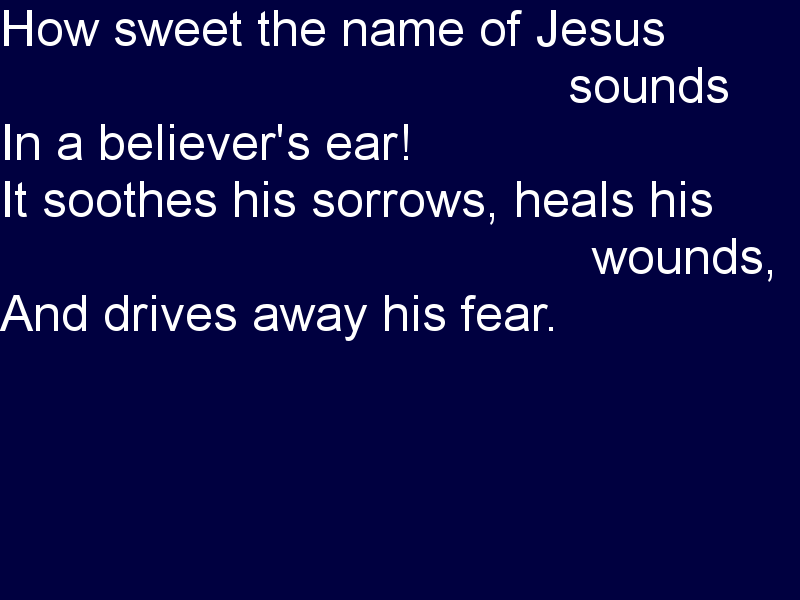 How sweet the name of Jesus
sounds
In a believer's ear!
It soothes his sorrows, heals his
wounds,
And drives away his fear.